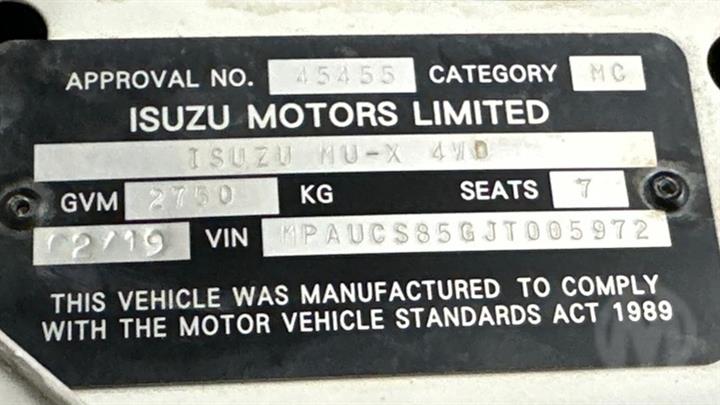 APPROVAL NO. 45455 CATEGORY MC
ISUZU MOTORS LIMITED
ISUZU MU-X 4WD
GVM 2750 KG SEATS 7
02/19 VIN MPAUCS85GJT005972
THIS VEHICLE WAS MANUFACTURED TO COMPLY
WITH THE MOTOR VEHICLE STANDARDS ACT 1989